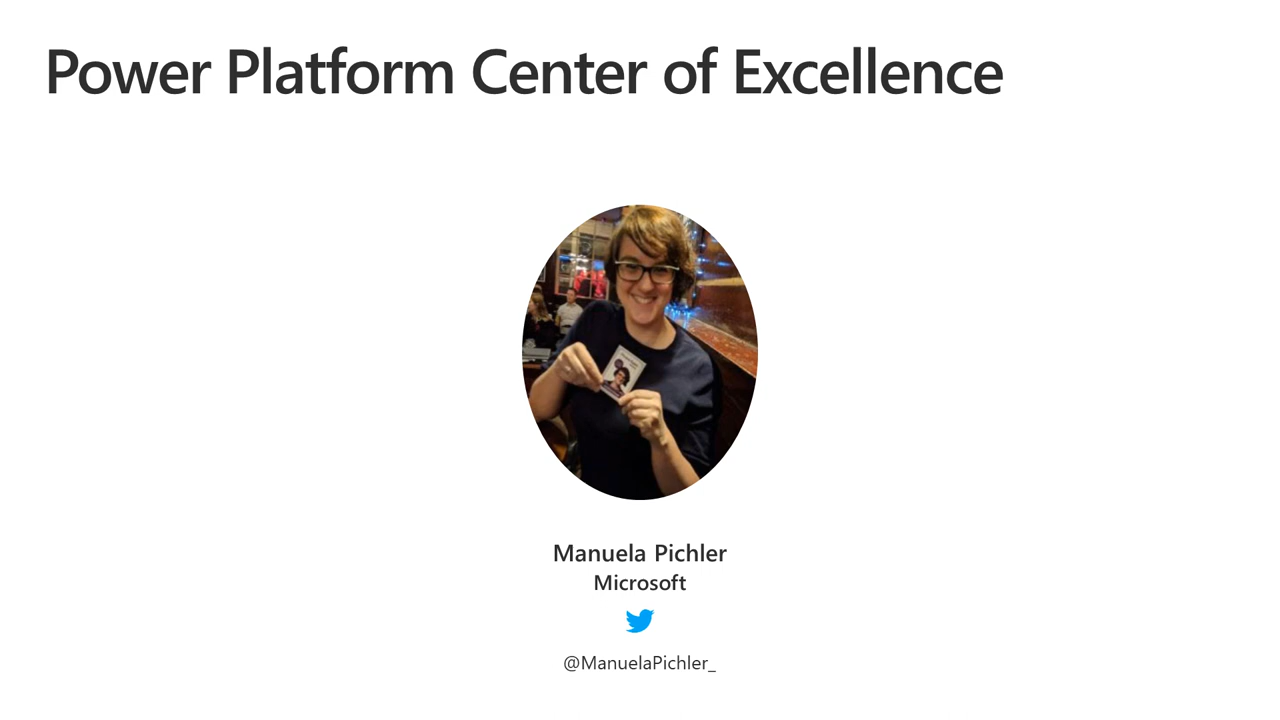 Power Platform Center of Excellence
Manuela Pichler
Microsoft
@ManuelaPichler_